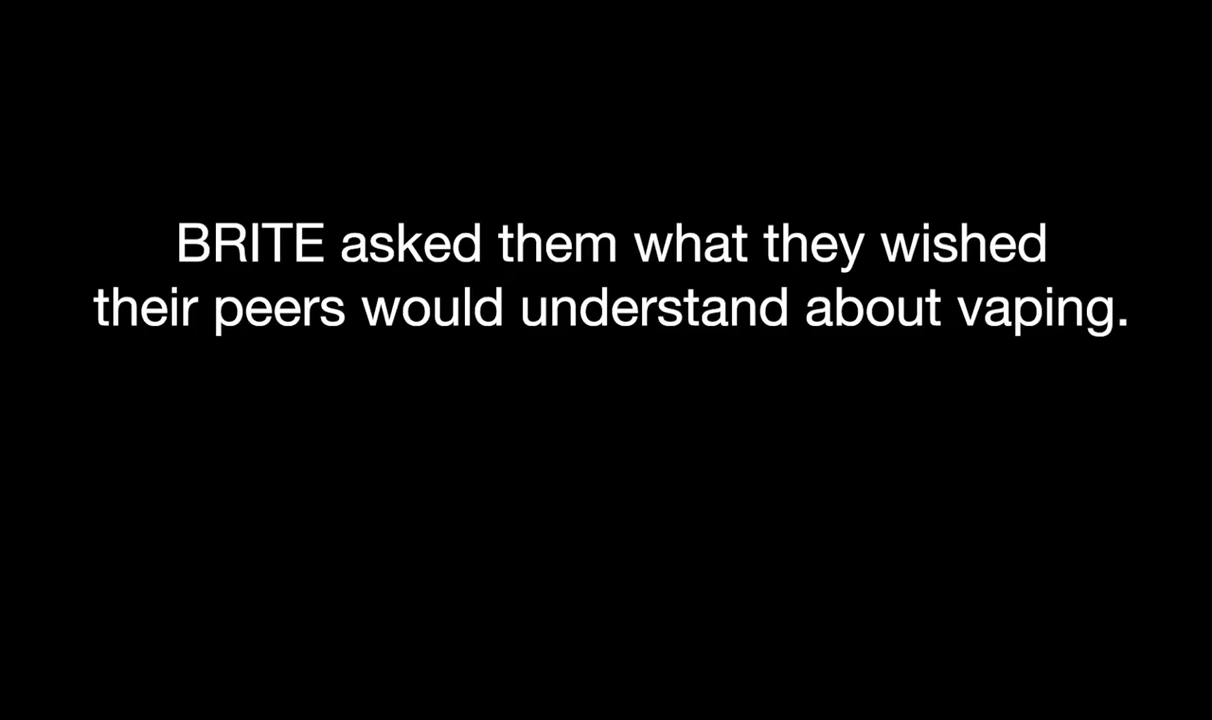 BRITE asked them what they wished
their peers would understand about vaping.